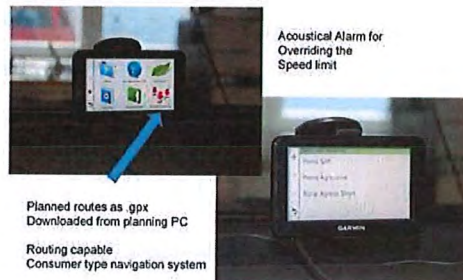 Acoustical Alarm for
Overriding the
Speed limit
Planned routes as .gpx
Downloaded from planning PC
Routing capable
Consumer type navigation system
GARMIN